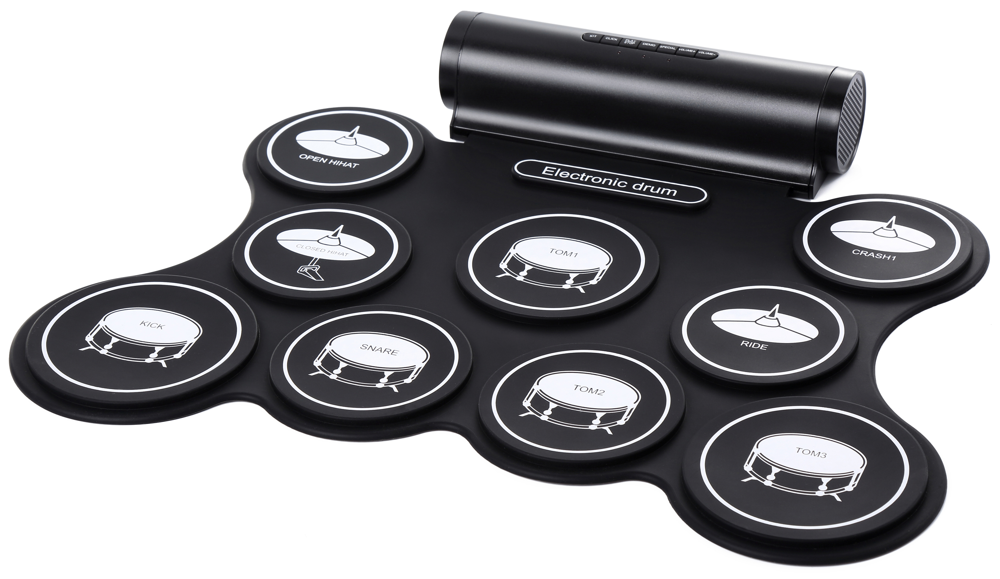 KIT
CLICK
PLAY
STOP
DEMO
SPECIAL
VOLUME+
VOLUME-
Electronic drum
OPEN HIHAT
CLOSED HIHAT
TOM1
CRASH1
KICK
SNARE
RIDE
TOM2
TOM3